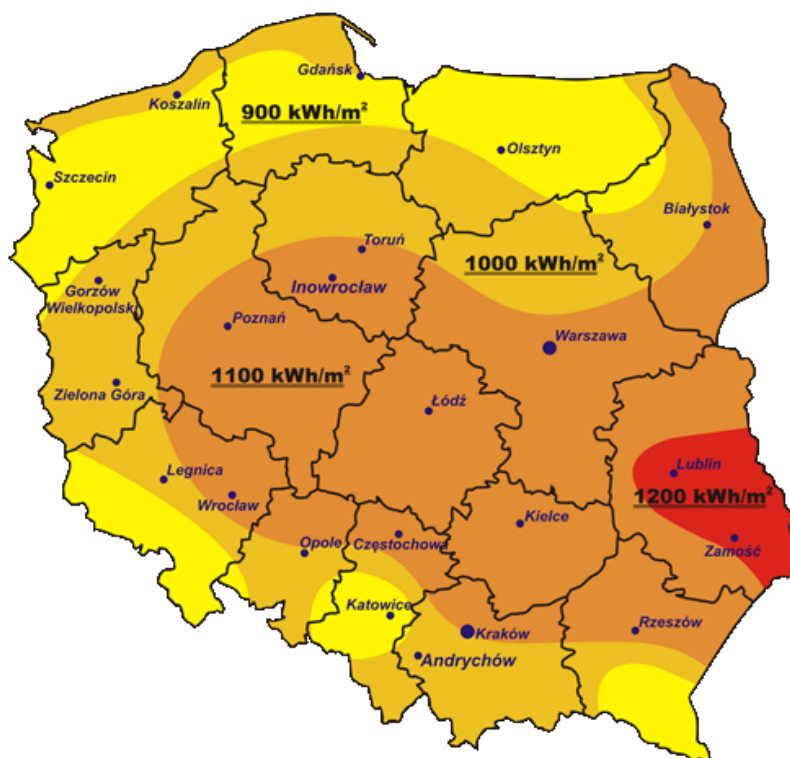 Gdańsk
Koszalin
900 kWh/m²
Olsztyn
Szczecin
Białystok
Toruń
1000 kWh/m²
Inowrocław
Gorzów
Wielkopolski
Poznań
Warszawa
1100 kWh/m²
Zielona Góra
Łódź
Legnica
Lublin
Wrocław
1200 kWh/m²
Kielce
Opole
Częstochowa
Zamość
Katowice
Kraków
Rzeszów
Andrychów